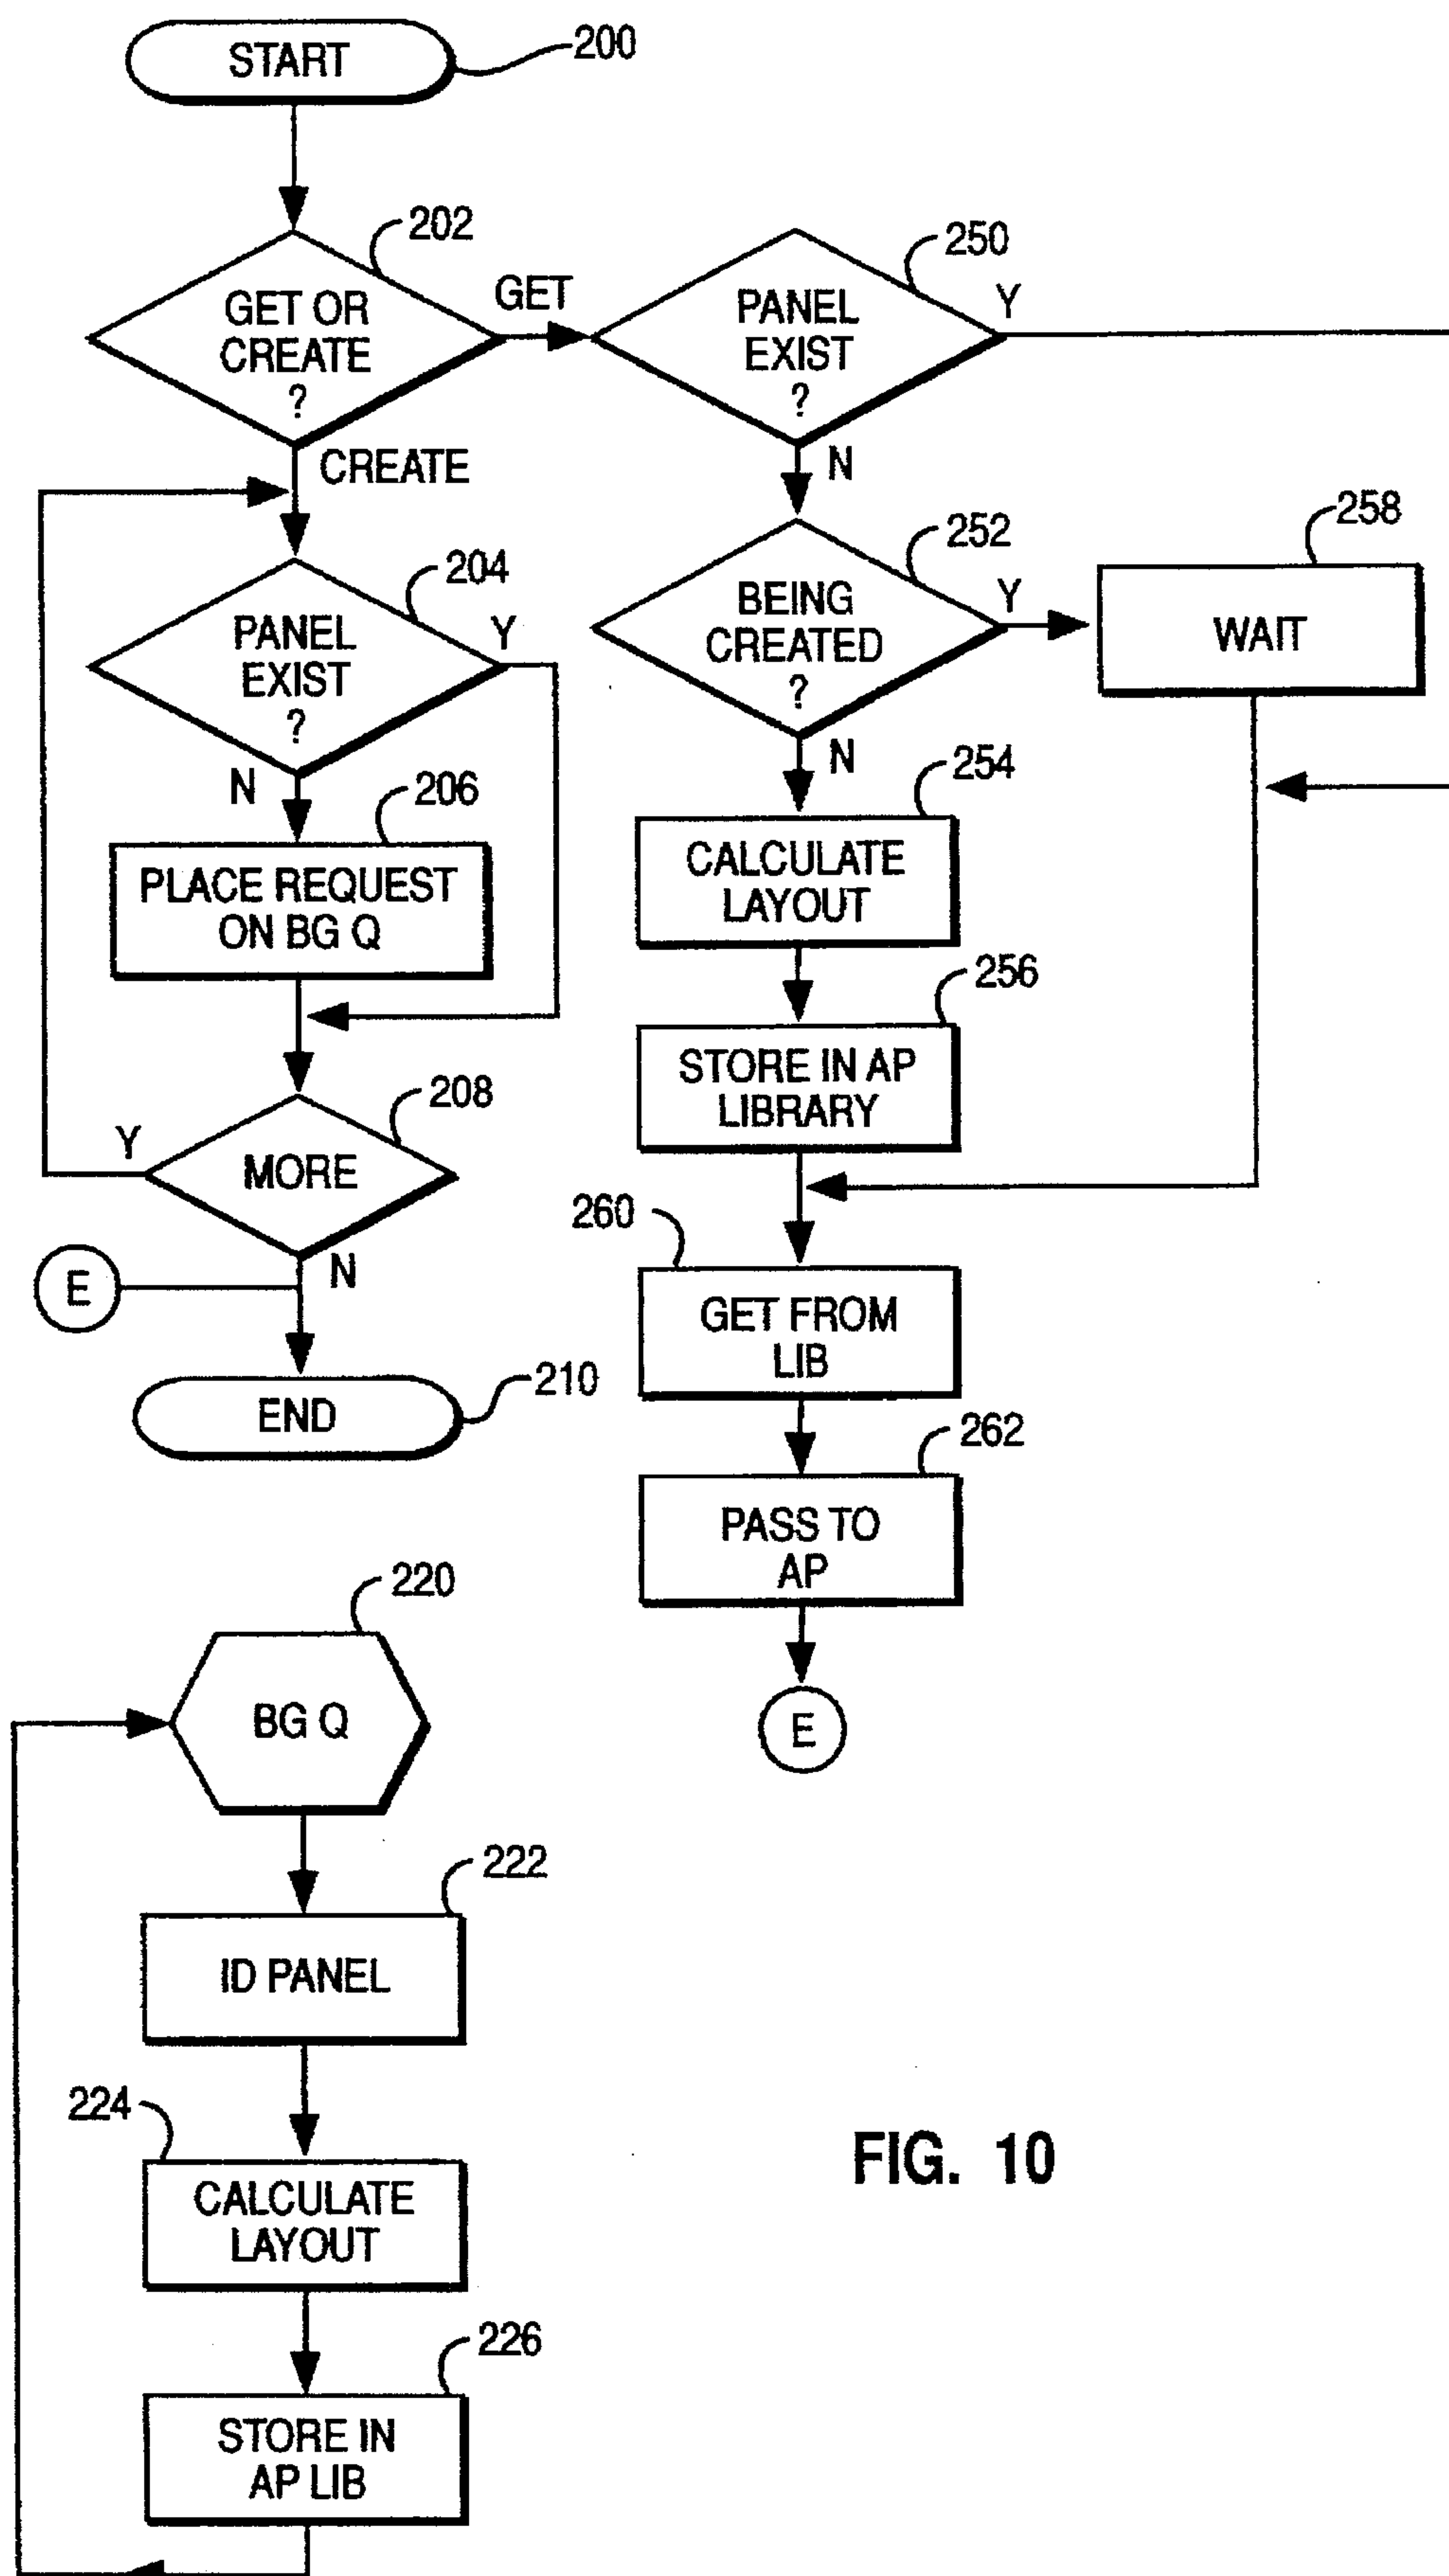 START
200
202
GET OR
CREATE
?
GET
250
PANEL
EXIST
?
Y
CREATE
N
204
PANEL
EXIST
?
Y
N
252
BEING
CREATED
?
Y
258
WAIT
N
206
PLACE REQUEST
ON BG Q
254
CALCULATE
LAYOUT
256
STORE IN AP
LIBRARY
208
MORE
Y
N
E
210
END
260
GET FROM
LIB
262
PASS TO
AP
E
220
BG Q
222
ID PANEL
224
CALCULATE
LAYOUT
226
STORE IN
AP LIB
FIG. 10